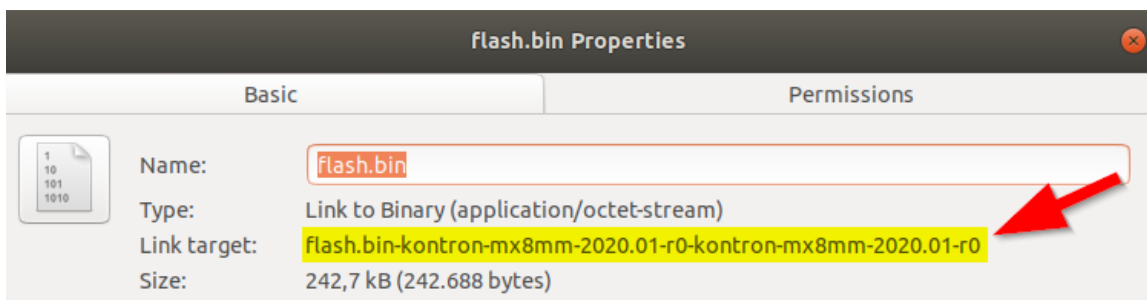 flash.bin Properties
Basic
Permissions
1
10
101
1010
Name:
flash.bin
Type:
Link to Binary (application/octet-stream)
Link target:
flash.bin-kontron-mx8mm-2020.01-r0-kontron-mx8mm-2020.01-r0
Size:
242,7 kB (242.688 bytes)